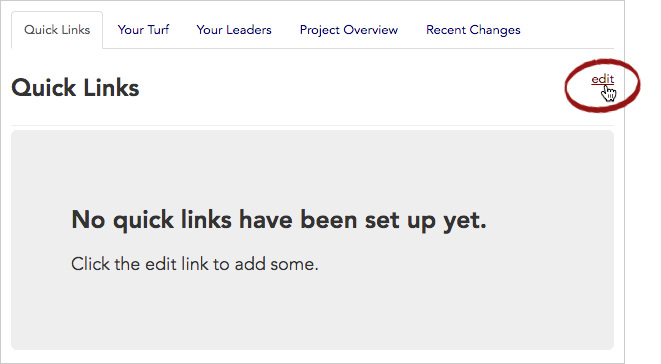 Quick Links Your Turf Your Leaders Project Overview Recent Changes
Quick Links edit
No quick links have been set up yet.
Click the edit link to add some.